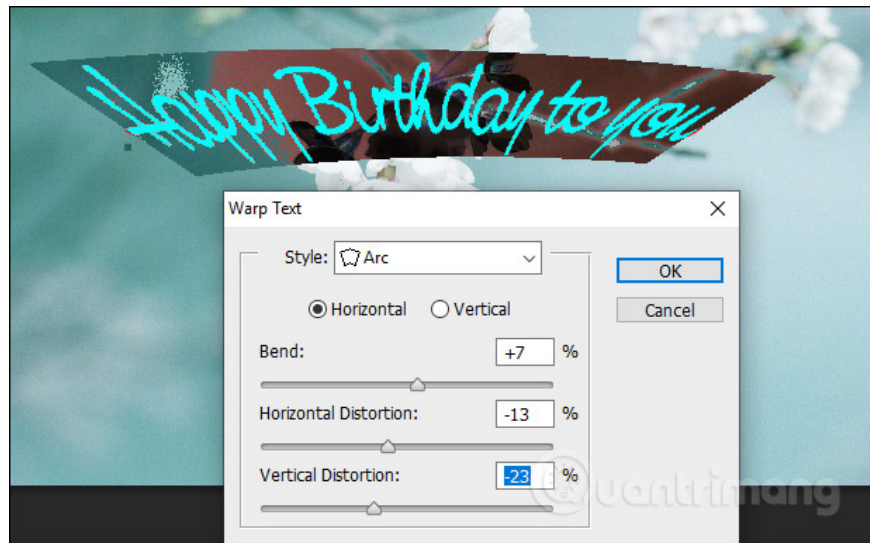 Happy Birthday to you
Warp Text
Style: Arc
Horizontal Vertical
OK
Cancel
Bend: +7 %
Horizontal Distortion: -13 %
Vertical Distortion: -23 %
Quantrimang